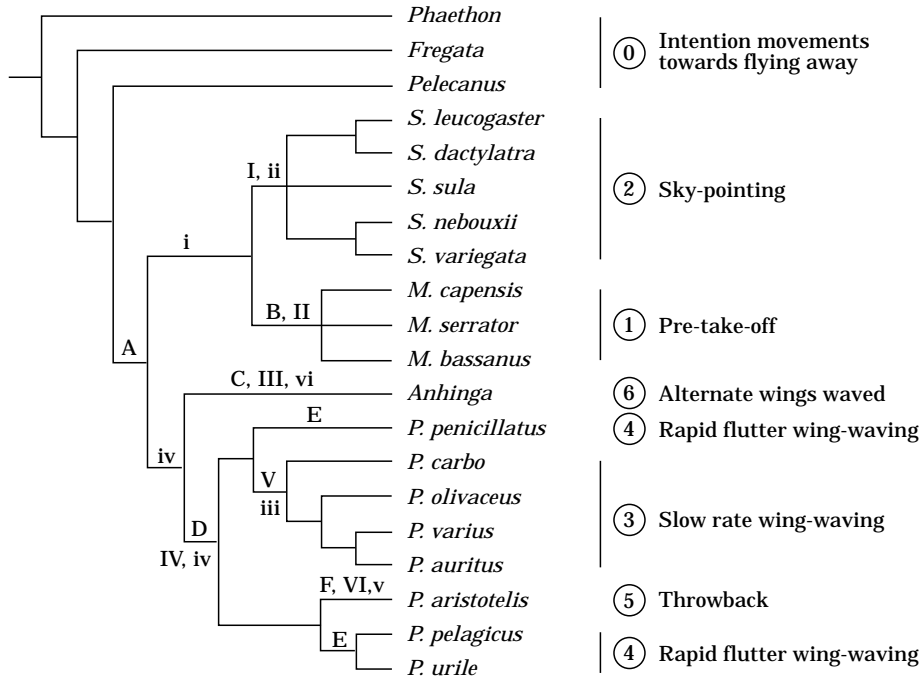 Phaethon
Fregata
Pelecanus
0 Intention movements
towards flying away
S. leucogaster
S. dactylatra
S. sula
S. nebouxii
S. variegata
2 Sky-pointing
I, ii
i
M. capensis
M. serrator
M. bassanus
1 Pre-take-off
B, II
A
C, III, vi
Anhinga
6 Alternate wings waved
E
P. penicillatus
4 Rapid flutter wing-waving
iv
V
iii
P. carbo
P. olivaceus
P. varius
P. auritus
3 Slow rate wing-waving
D
IV, iv
F, VI,v
P. aristotelis
5 Throwback
E
P. pelagicus
P. urile
4 Rapid flutter wing-waving